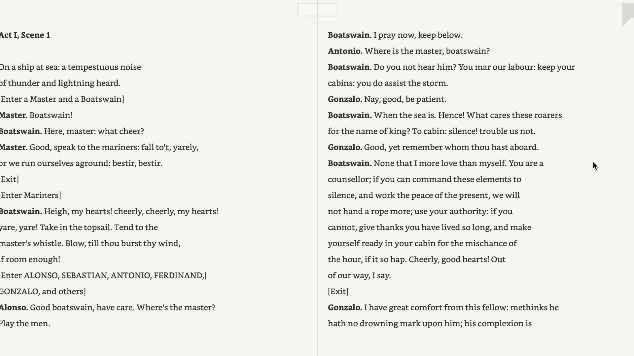 Act I, Scene 1
On a ship at sea: a tempestuous noise
of thunder and lightning heard.
Enter a Master and a Boatswain]
Master. Boatswain!
Boatswain. Here, master: what cheer?
Master. Good, speak to the mariners: fall to't, yarely,
or we run ourselves aground: bestir, bestir.
Exit]
Enter Mariners]
Boatswain. Heigh, my hearts! cheerly, cheerly, my hearts!
yare, yare! Take in the topsail. Tend to the
master's whistle. Blow, till thou burst thy wind,
if room enough!
Enter ALONSO, SEBASTIAN, ANTONIO, FERDINAND,]
GONZALO, and others]
Alonso. Good boatswain, have care. Where's the master?
Play the men.
Boatswain. I pray now, keep below.
Antonio. Where is the master, boatswain?
Boatswain. Do you not hear him? You mar our labour: keep your
cabins: you do assist the storm.
Gonzalo. Nay, good, be patient.
Boatswain. When the sea is. Hence! What cares these roarers
for the name of king? To cabin: silence! trouble us not.
Gonzalo. Good, yet remember whom thou hast aboard.
Boatswain. None that I more love than myself. You are a
counsellor; if you can command these elements to
silence, and work the peace of the present, we will
not hand a rope more; use your authority: if you
cannot, give thanks you have lived so long, and make
yourself ready in your cabin for the mischance of
the hour, if it so hap. Cheerly, good hearts! Out
of our way, I say.
[Exit]
Gonzalo. I have great comfort from this fellow: methinks he
hath no drowning mark upon him; his complexion is